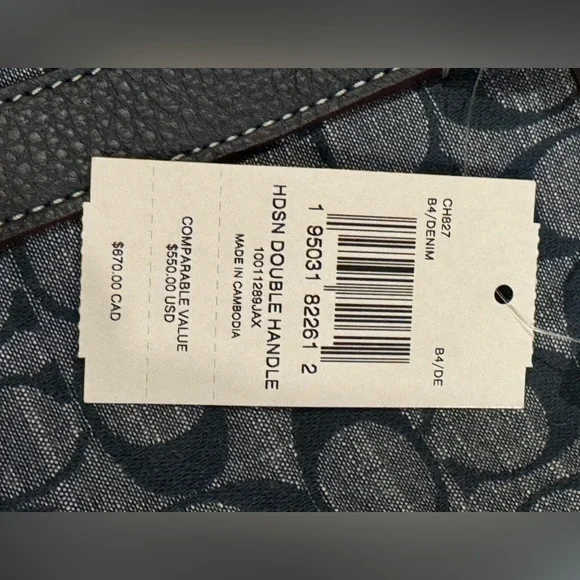 CH827
B4/DENIM
B4/DE
1 95031 82261 2
HDSN DOUBLE HANDLE
10011289JAX
MADE IN CAMBODIA
COMPARABLE VALUE
$550.00 USD
$670.00 CAD